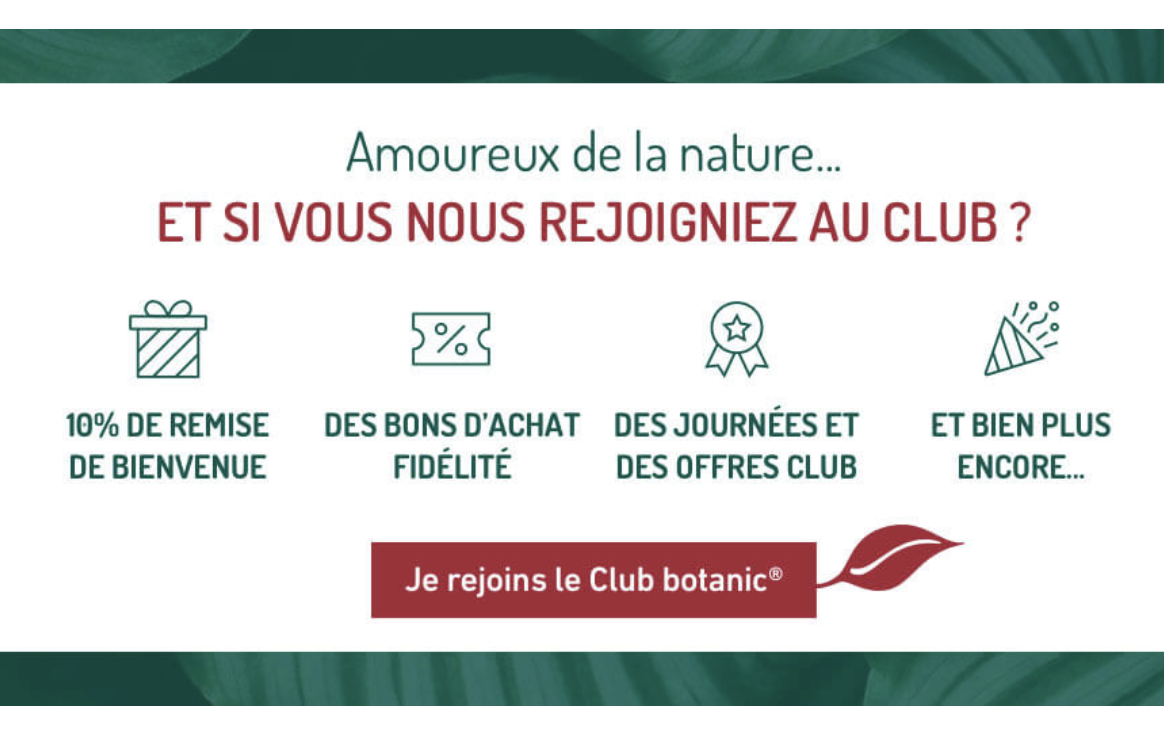 Amoureux de la nature...
ET SI VOUS NOUS REJOIGNIEZ AU CLUB ?
10% DE REMISE
DE BIENVENUE
DES BONS D'ACHAT
FIDÉLITÉ
DES JOURNÉES ET
DES OFFRES CLUB
ET BIEN PLUS
ENCORE...
Je rejoins le Club botanic®